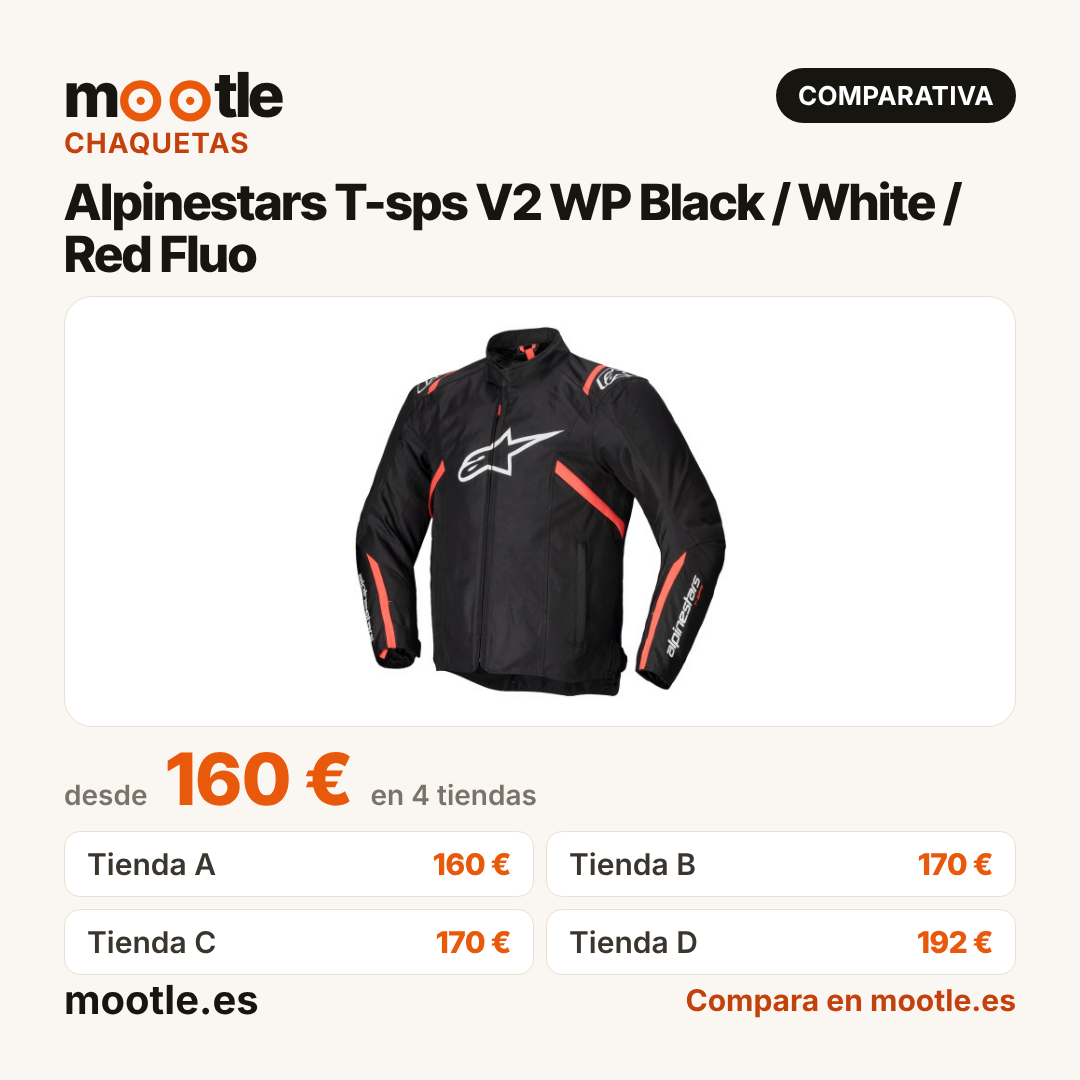 mootle
COMPARATIVA
CHAQUETAS
Alpinestars T-sps V2 WP Black / White /
Red Fluo
alpinestars
desde 160 € en 4 tiendas
Tienda A 160 €
Tienda B 170 €
Tienda C 170 €
Tienda D 192 €
mootle.es
Compara en mootle.es